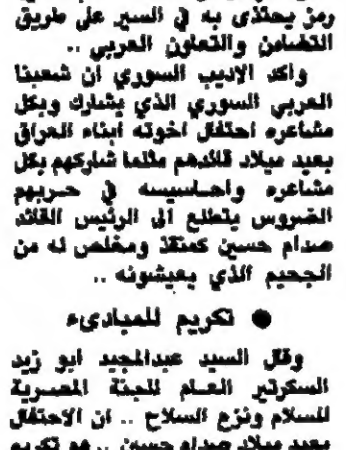 ورمز يحتذى به في السير على طريق
التضامن والتعاون العربي ..
واكد الاديب السوري ان شعبنا
العربي السوري الذي يشارك وبكل
مشاعره احتفال اخوته ابناء العراق
بعيد ميلاد قائدهم مثلما شاركهم بكل
مشاعره واحاسيسه في حربهم
الضروس يتطلع الى الرئيس القائد
صدام حسين كمنقذ ومخلص له من
الجحيم الذي يعيشونه ..
● تكريم للمبادىء
وقال السيد عبدالمجيد ابو زيد
السكرتير العام للجنة المصرية
للسلام ونزع السلاح .. ان الاحتفال
بعيد ميلاد صدام حسين .. هو تكريم